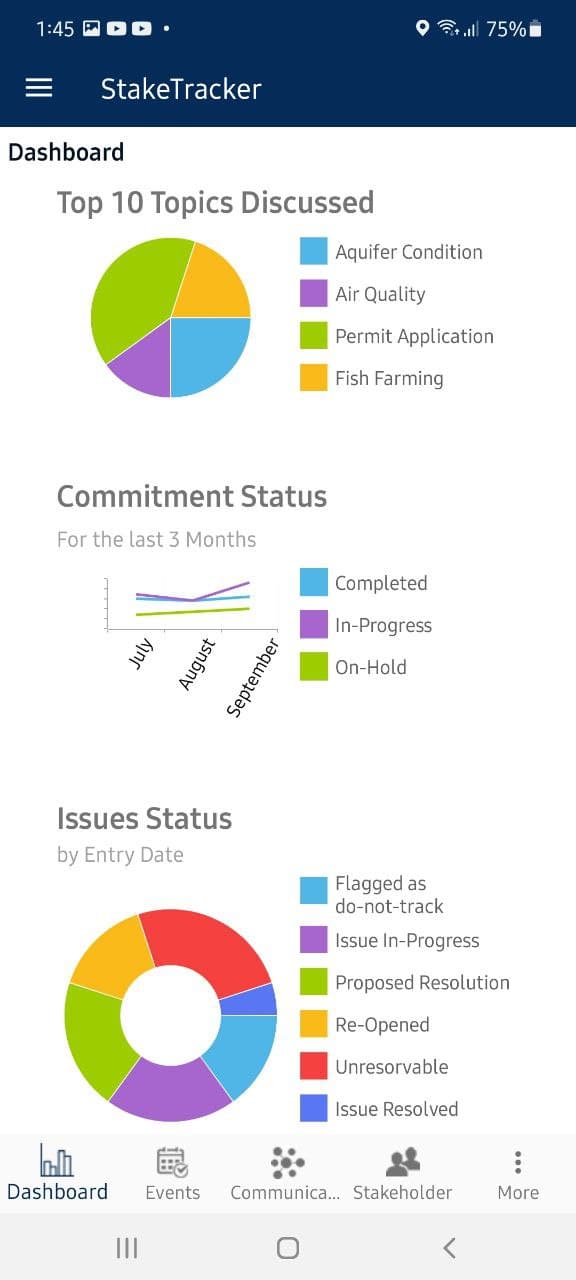 1:45
75%
StakeTracker
Dashboard
Top 10 Topics Discussed
Aquifer Condition
Air Quality
Permit Application
Fish Farming
Commitment Status
For the last 3 Months
Completed
In-Progress
On-Hold
July
August
September
Issues Status
by Entry Date
Flagged as
do-not-track
Issue In-Progress
Proposed Resolution
Re-Opened
Unresorvable
Issue Resolved
Dashboard
Events
Communica...
Stakeholder
More